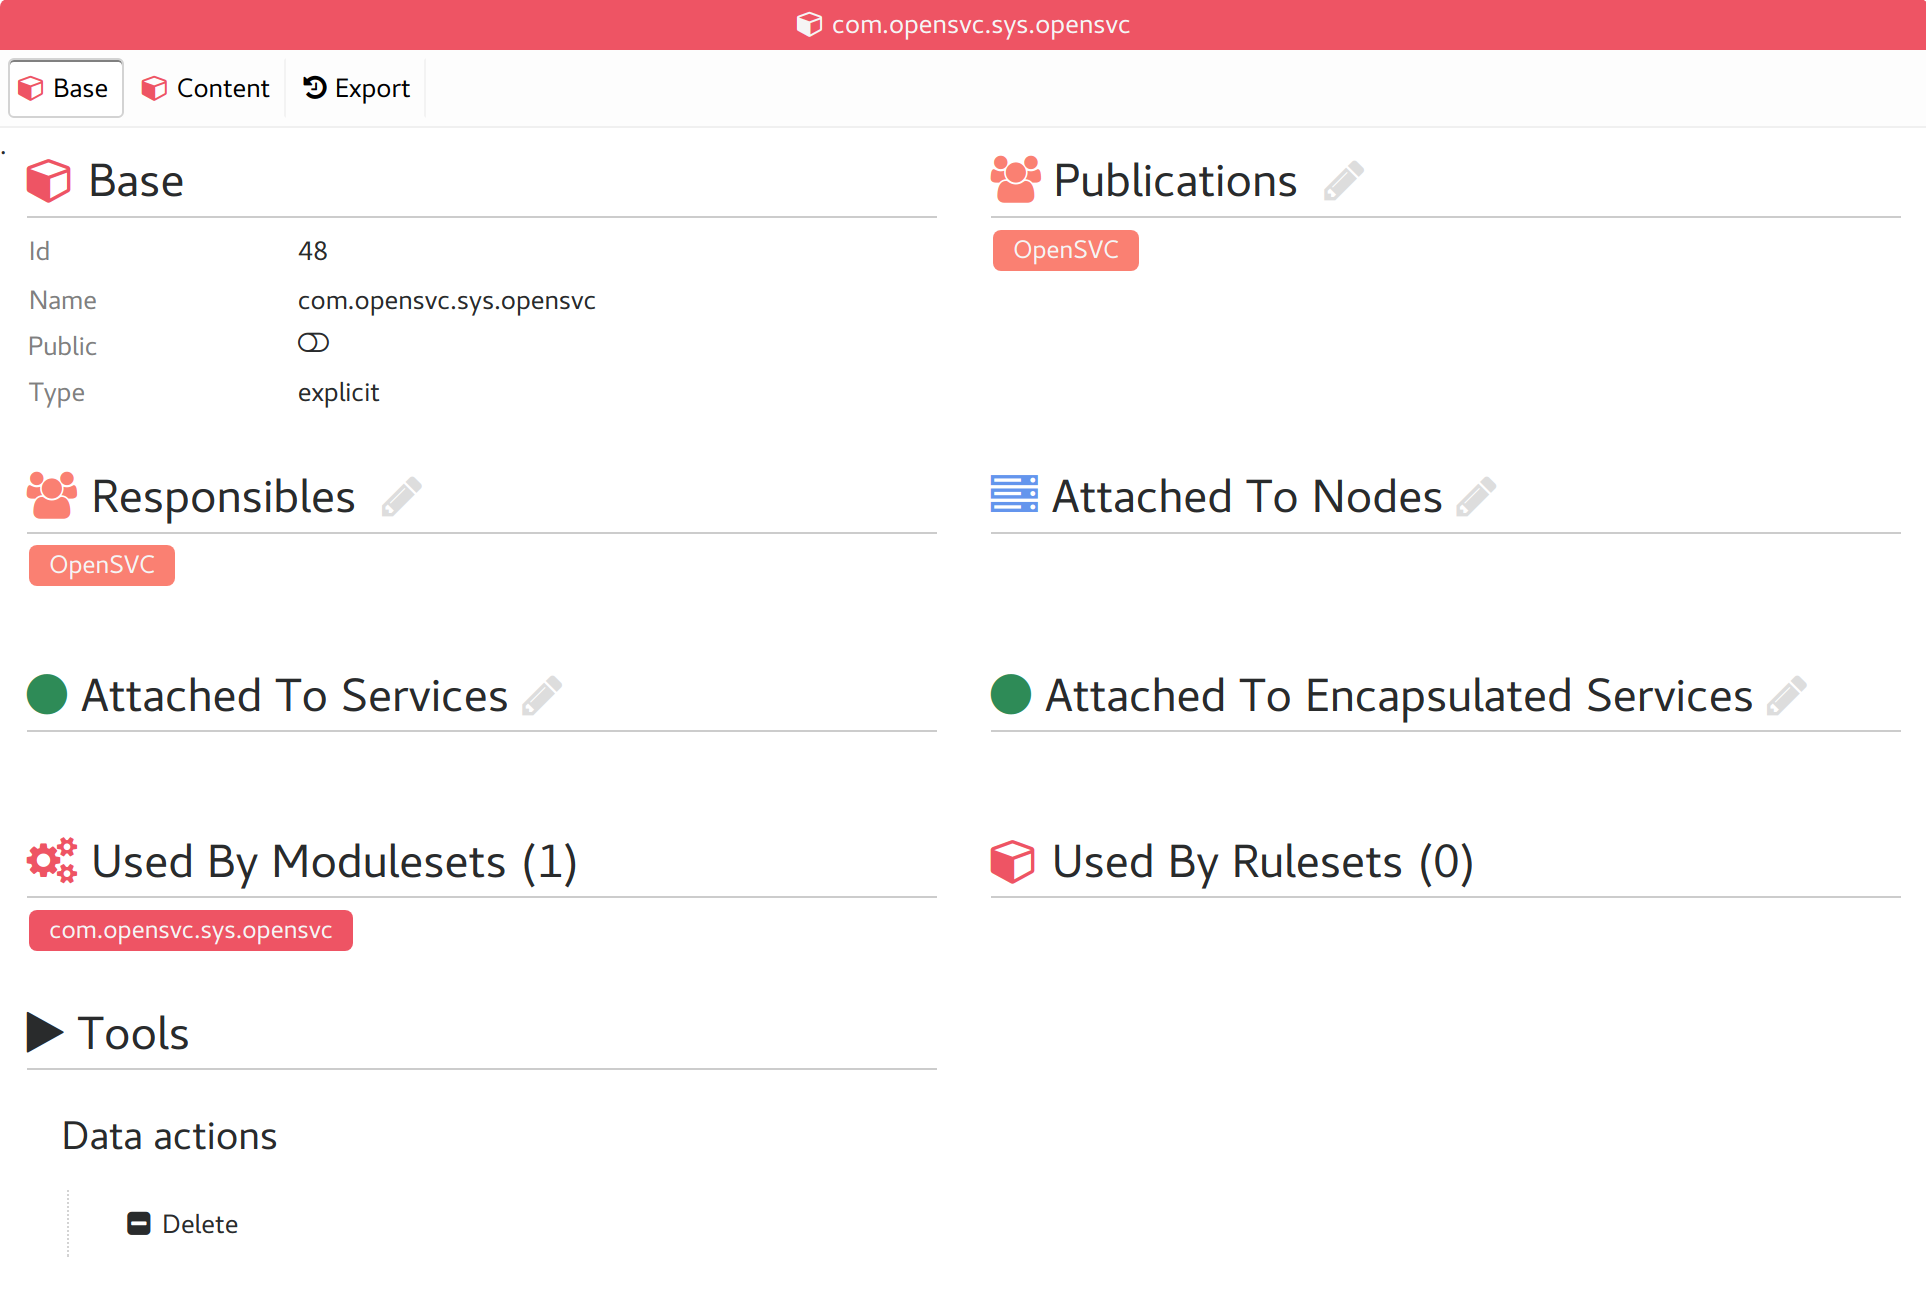 com.opensvc.sys.opensvc
Base Content Export
Base
Id 48
Name com.opensvc.sys.opensvc
Public
Type explicit
Publications
OpenSVC
Responsibles
OpenSVC
Attached To Nodes
Attached To Services
Attached To Encapsulated Services
Used By Modulesets (1)
com.opensvc.sys.opensvc
Used By Rulesets (0)
Tools
Data actions
Delete